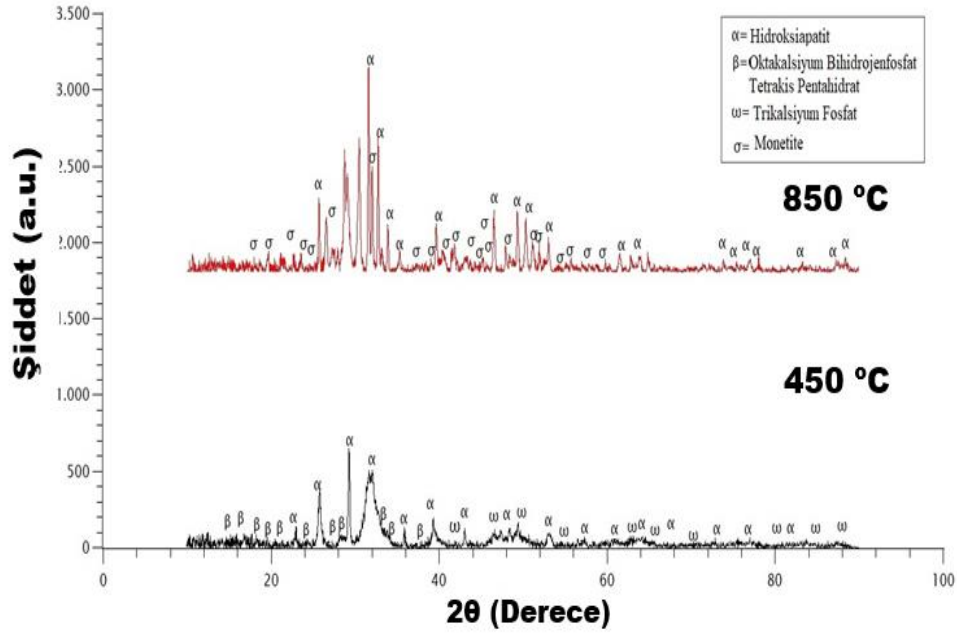 3.500
3.000
2.500
2.000
1.500
1.000
500
0
Şiddet (a.u.)
α= Hidroksiapatit
β=Oktakalsiyum Bihidrojenfosfat
Tetrakis Pentahidrat
ω= Trikalsiyum Fosfat
σ= Monetite
850 ºC
α
σ α
σ
α α
σ σ σ σ σ σ α α σ σ α σ σ σ σ σ σ σ α α α σ σ α σ σ σ σ α α α α α α α α
450 ºC
α
α
α
β β β β β α β β β β β α β α ω α ω α ω α ω α α ω α ω α ω α α ω α ω ω
0 20 40 60 80 100
2θ (Derece)